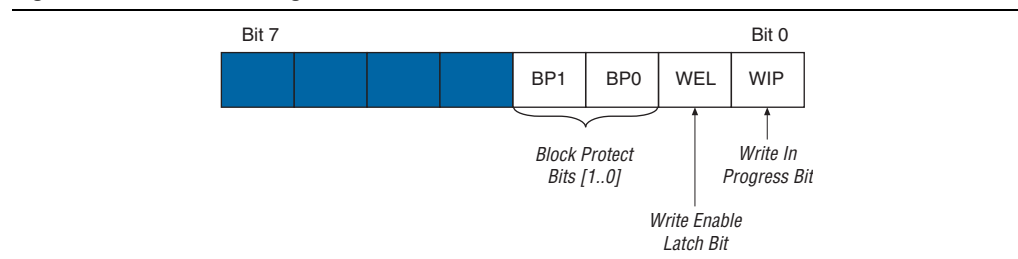 Bit 7
Bit 0
BP1
BP0
WEL
WIP
Block Protect
Bits [1..0]
Write In
Progress Bit
Write Enable
Latch Bit